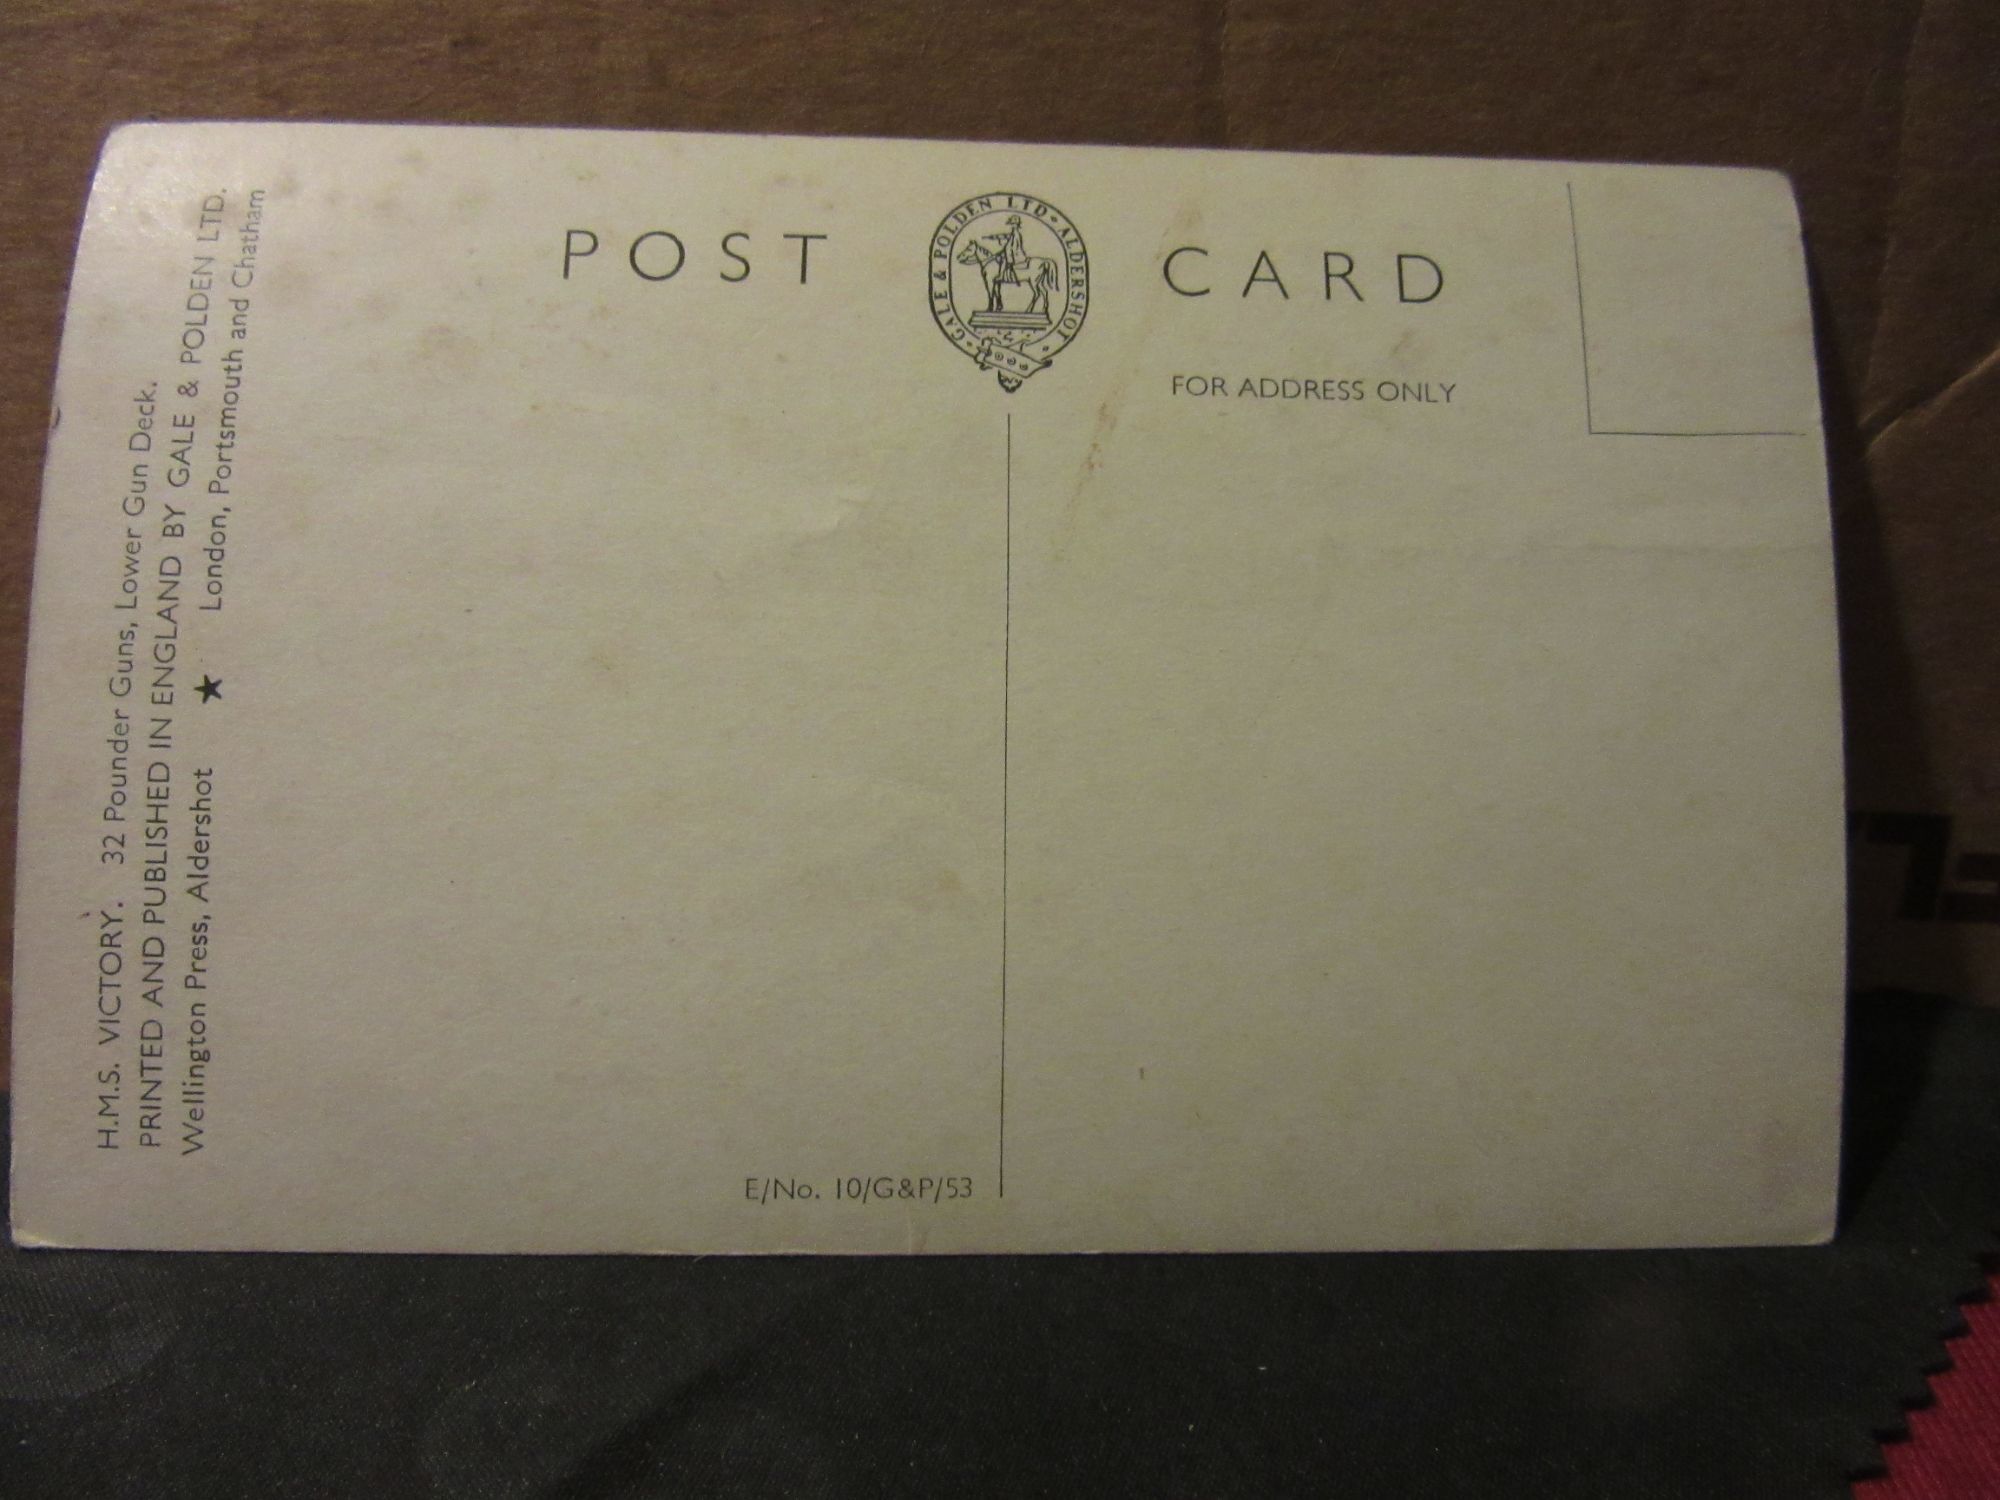 POST CARD
GALE & POLDEN LTD · ALDERSHOT ·
FOR ADDRESS ONLY
H.M.S. VICTORY. 32 Pounder Guns, Lower Gun Deck.
PRINTED AND PUBLISHED IN ENGLAND BY GALE & POLDEN LTD.
Wellington Press, Aldershot ★ London, Portsmouth and Chatham
E/No. 10/G&P/53